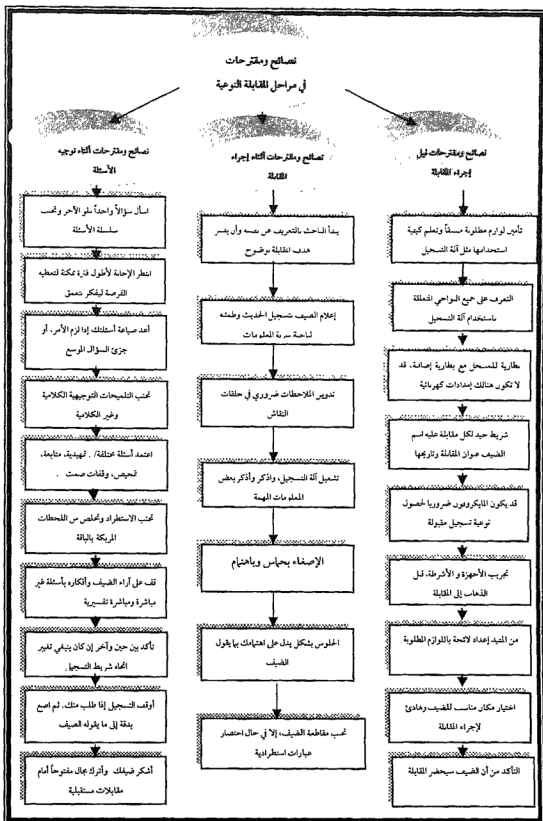 نصائح ومقترحات
في مراحل المقابلة النوعية
نصائح ومقترحات قبل
إجراء المقابلة
تأمين لوازم مطلوبة مسبقاً وتعلم كيفية
استخدامها مثل آلة التسجيل
التعرف على جميع النواحي المتعلقة
باستخدام آلة التسجيل
بطارية للمسجل مع بطارية إضافية، قد
لا تكون هنالك إمدادات كهربائية
شريط جيد لكل مقابلة عليه اسم
الضيف عنوان المقابلة وتاريخها
قد يكون المايكروفون ضروريا لحصول
نوعية تسجيل مقبولة
تجريب الأجهزة و الأشرطة، قبل
الذهاب إلى المقابلة
من المفيد إعداد لائحة باللوازم المطلوبة
اختيار مكان مناسب للضيف وهادئ
لإجراء المقابلة
التأكد من أن الضيف سيحضر المقابلة
نصائح ومقترحات أثناء إجراء
المقابلة
يبدأ الباحث بالتعريف عن نفسه وأن يفسر
هدف المقابلة بوضوح
إعلام الضيف بتسجيل الحديث وطمئنه
لناحية سرية المعلومات
تدوير الملاحظات ضروري في حلقات
النقاش
تشغيل آلة التسجيل، واذكر وأذكر بعض
المعلومات المهمة
الإصغاء بحماس وباهتمام
الجلوس بشكل يدل على اهتمامك بما يقول
الضيف
تجنب مقاطعة الضيف، إلا في حال اختصار
عبارات استطرادية
نصائح ومقترحات أثناء توجيه
الأسئلة
اسأل سؤالاً واحداً تلو الآخر وتجنب
سلسلة الأسئلة
انتظر الإجابة لأطول فترة ممكنة لتعطيه
الفرصة ليفكر بتعمق
أعد صياغة أسئلتك إذا لزم الأمر، أو
جزئ السؤال الموسع
تجنب التلميحات التوجيهية الكلامية
وغير الكلامية
اعتمد أسئلة مختلفة/ . تمهيدية، متابعة،
تمحيص، وقفات صمت .
تجنب الاستطراد وتخلص من اللحظات
المربكة بالباقة
قف على آراء الضيف وأفكاره بأسئلة غير
مباشرة ومباشرة تفسيرية
تأكد بين حين وآخر إن كان ينبغي تغيير
اتجاه شريط التسجيل
أوقف التسجيل إذا طلب منك. ثم اصغ
بدقة إلى ما يقوله الضيف
أشكر ضيفك وأترك مجال مفتوحاً أمام
مقابلات مستقبلية